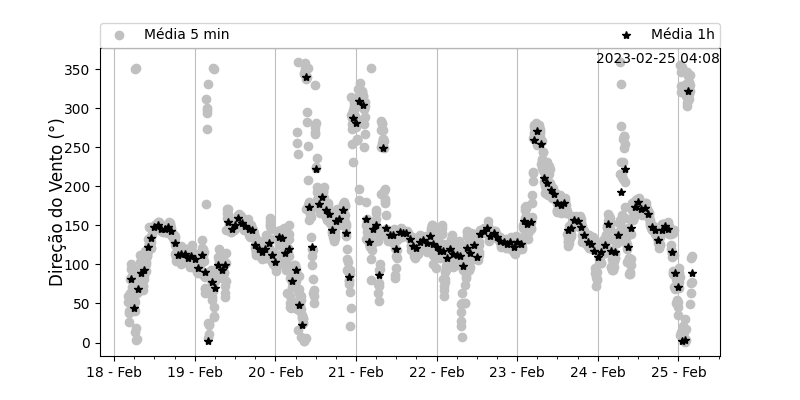 Média 5 min
Média 1h
2023-02-25 04:08
Direção do Vento (°)
350
300
250
200
150
100
50
0
18 - Feb
19 - Feb
20 - Feb
21 - Feb
22 - Feb
23 - Feb
24 - Feb
25 - Feb